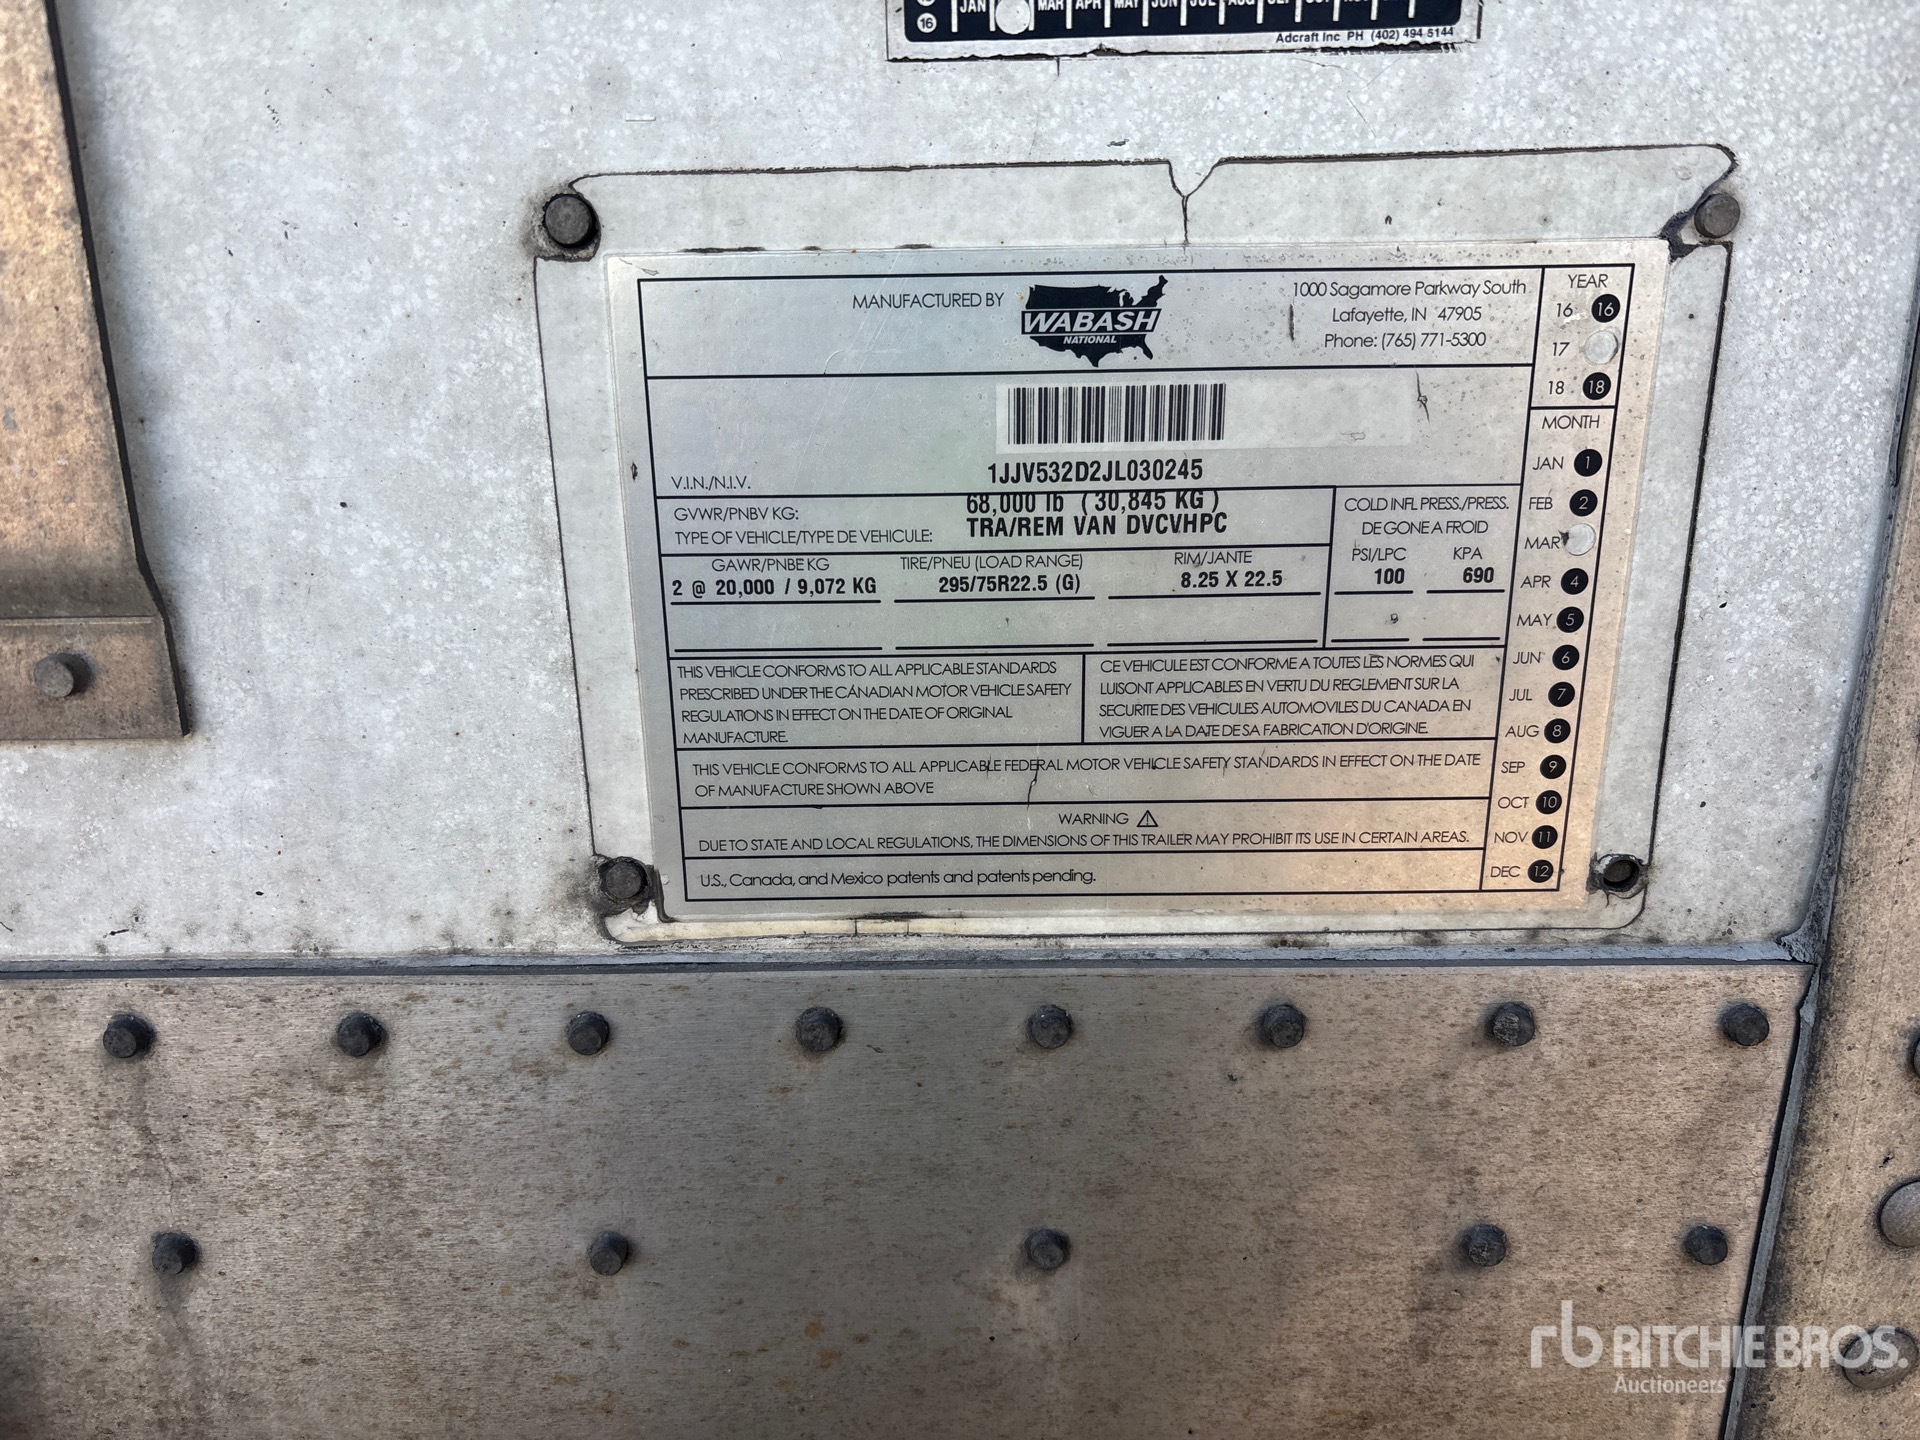 16 JAN MAR APR MAY JUN JUL AUG
Adcraft Inc PH (402) 494 5144
MANUFACTURED BY
WABASH
NATIONAL
1000 Sagamore Parkway South
Lafayette, IN 47905
Phone: (765) 771-5300
YEAR
16 16
17
18 18
V.I.N./N.I.V.
1JJV532D2JL030245
GVWR/PNBV KG: 68,000 lb ( 30,845 KG )
TYPE OF VEHICLE/TYPE DE VEHICULE: TRA/REM VAN DVCVHPC
COLD INFL PRESS./PRESS.
DE GONE A FROID
PSI/LPC KPA
100 690
GAWR/PNBE KG TIRE/PNEU (LOAD RANGE) RIM/JANTE
2 @ 20,000 / 9,072 KG 295/75R22.5 (G) 8.25 X 22.5
THIS VEHICLE CONFORMS TO ALL APPLICABLE STANDARDS
PRESCRIBED UNDER THE CANADIAN MOTOR VEHICLE SAFETY
REGULATIONS IN EFFECT ON THE DATE OF ORIGINAL
MANUFACTURE.
CE VEHICULE EST CONFORME A TOUTES LES NORMES QUI
LUISONT APPLICABLES EN VERTU DU REGLEMENT SUR LA
SECURITE DES VEHICULES AUTOMOVILES DU CANADA EN
VIGUER A LA DATE DE SA FABRICATION D'ORIGINE.
THIS VEHICLE CONFORMS TO ALL APPLICABLE FEDERAL MOTOR VEHICLE SAFETY STANDARDS IN EFFECT ON THE DATE
OF MANUFACTURE SHOWN ABOVE
WARNING
DUE TO STATE AND LOCAL REGULATIONS, THE DIMENSIONS OF THIS TRAILER MAY PROHIBIT ITS USE IN CERTAIN AREAS.
U.S., Canada, and Mexico patents and patents pending.
MONTH
JAN 1
FEB 2
MAR
APR 4
MAY 5
JUN 6
JUL 7
AUG 8
SEP 9
OCT 10
NOV 11
DEC 12
rb RITCHIE BROS.
Auctioneers